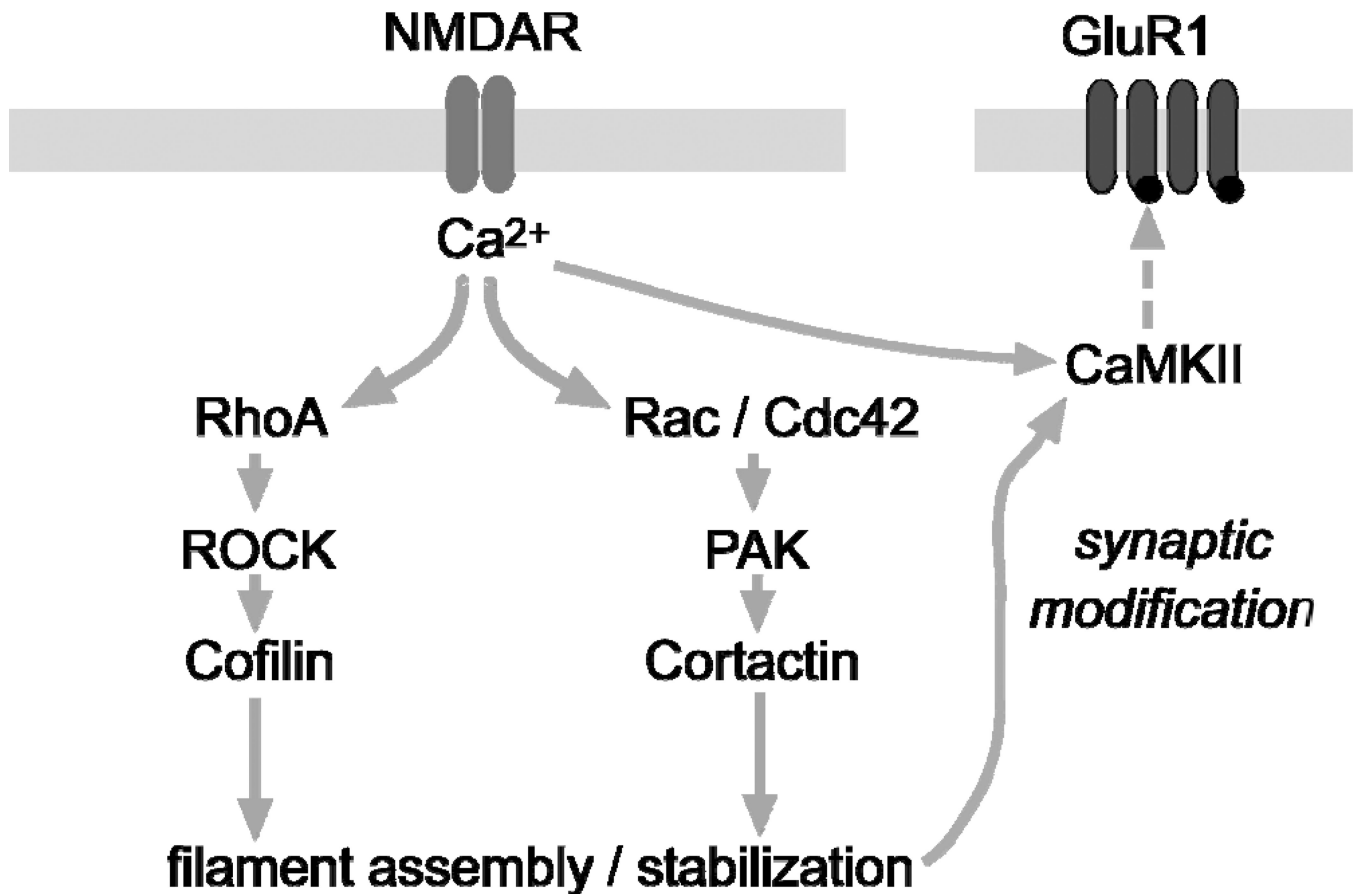 NMDAR
GluR1
Ca²⁺
CaMKII
RhoA
Rac / Cdc42
ROCK
PAK
synaptic
modification
Cofilin
Cortactin
filament assembly / stabilization